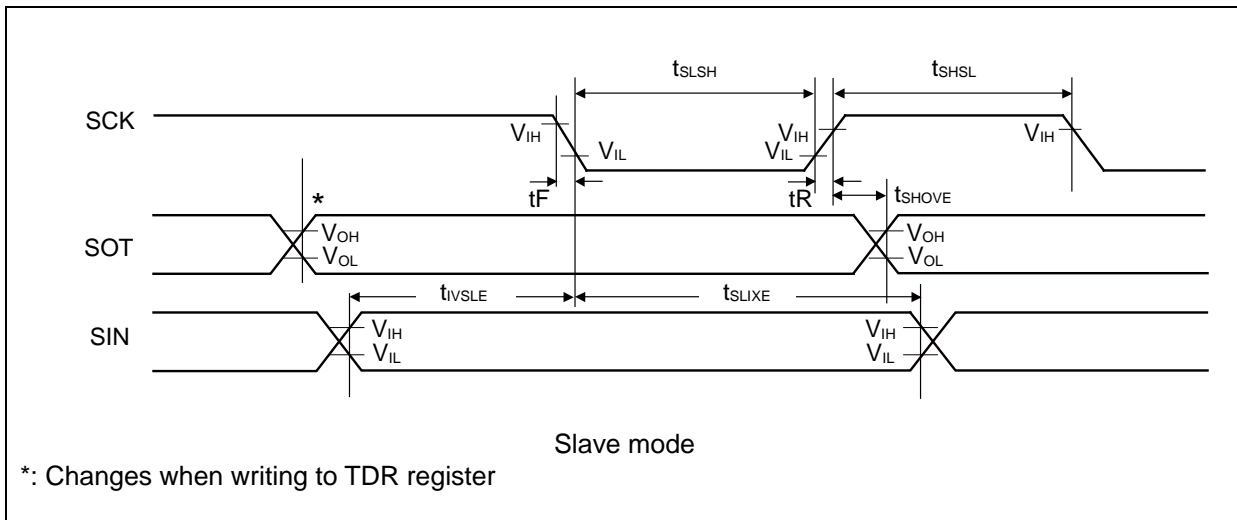 tSLSH tSHSL
SCK
VIH VIL VIL VIH VIH
tF tR tSHOVE
*
SOT
VOH VOH
VOL VOL
tIVSLE tSLIXE
SIN
VIH VIH
VIL VIL
Slave mode
*: Changes when writing to TDR register